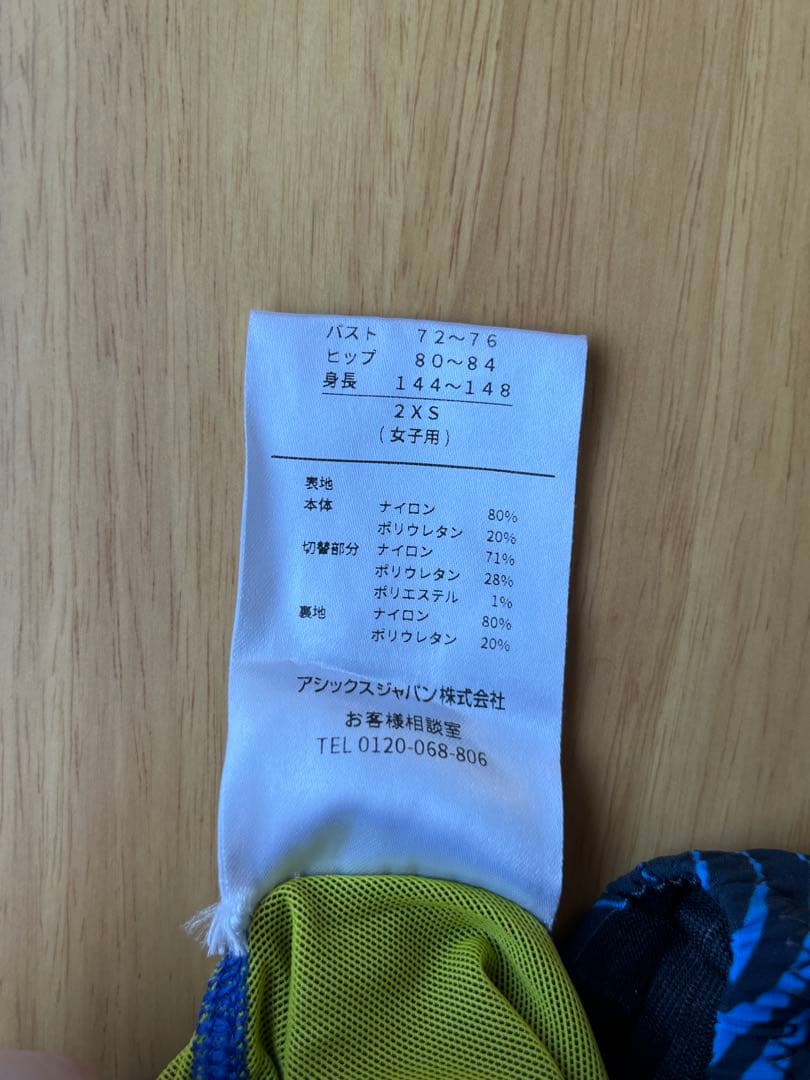 バスト 72～76
ヒップ 80～84
身長 144～148
2XS
(女子用)
表地
本体 ナイロン 80%
ポリウレタン 20%
切替部分 ナイロン 71%
ポリウレタン 28%
ポリエステル 1%
裏地 ナイロン 80%
ポリウレタン 20%
アシックスジャパン株式会社
お客様相談室
TEL 0120-068-806